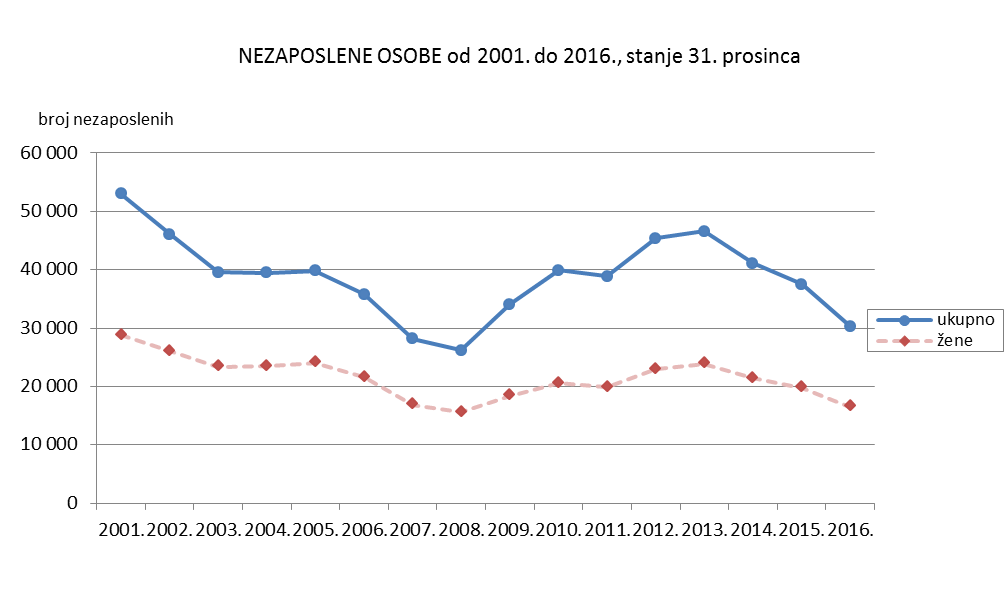 NEZAPOSLENE OSOBE od 2001. do 2016., stanje 31. prosinca
broj nezaposlenih
60 000
50 000
40 000
30 000
20 000
10 000
0
ukupno
žene
2001. 2002. 2003. 2004. 2005. 2006. 2007. 2008. 2009. 2010. 2011. 2012. 2013. 2014. 2015. 2016.